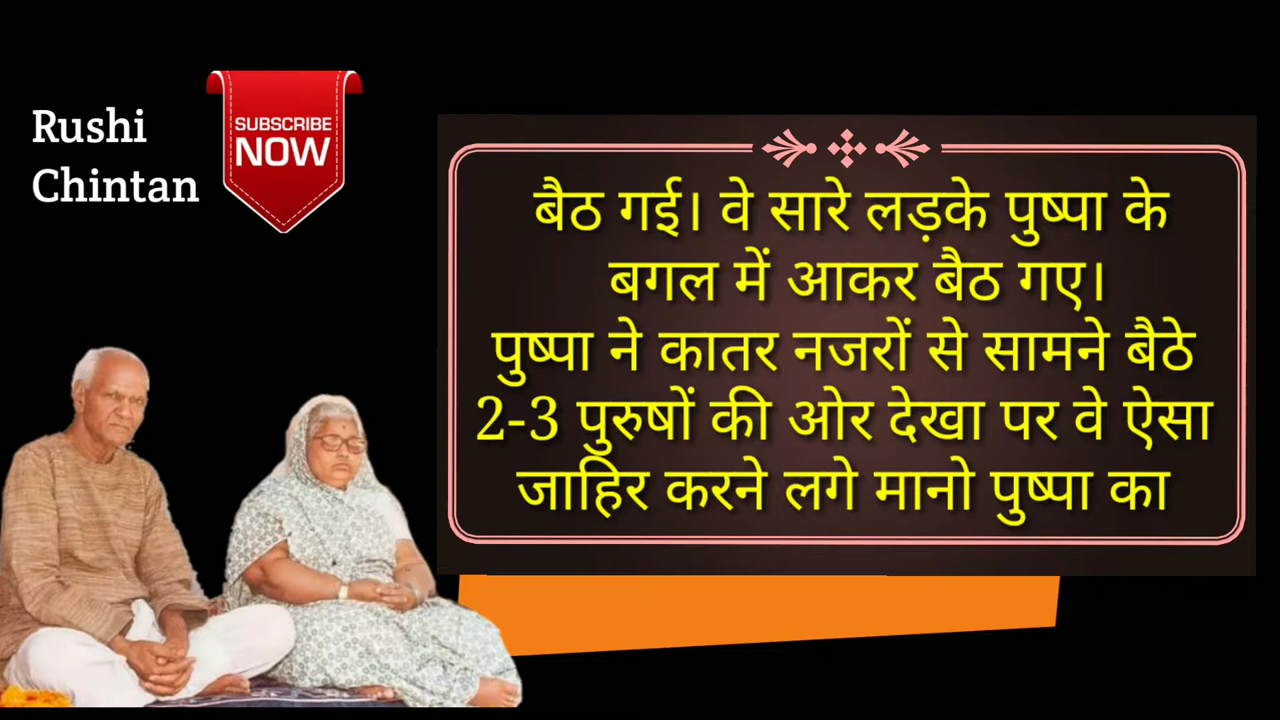 Rushi
Chintan
SUBSCRIBE
NOW
बैठ गई। वे सारे लड़के पुष्पा के
बगल में आकर बैठ गए।
पुष्पा ने कातर नजरों से सामने बैठे
2-3 पुरुषों की ओर देखा पर वे ऐसा
जाहिर करने लगे मानो पुष्पा का